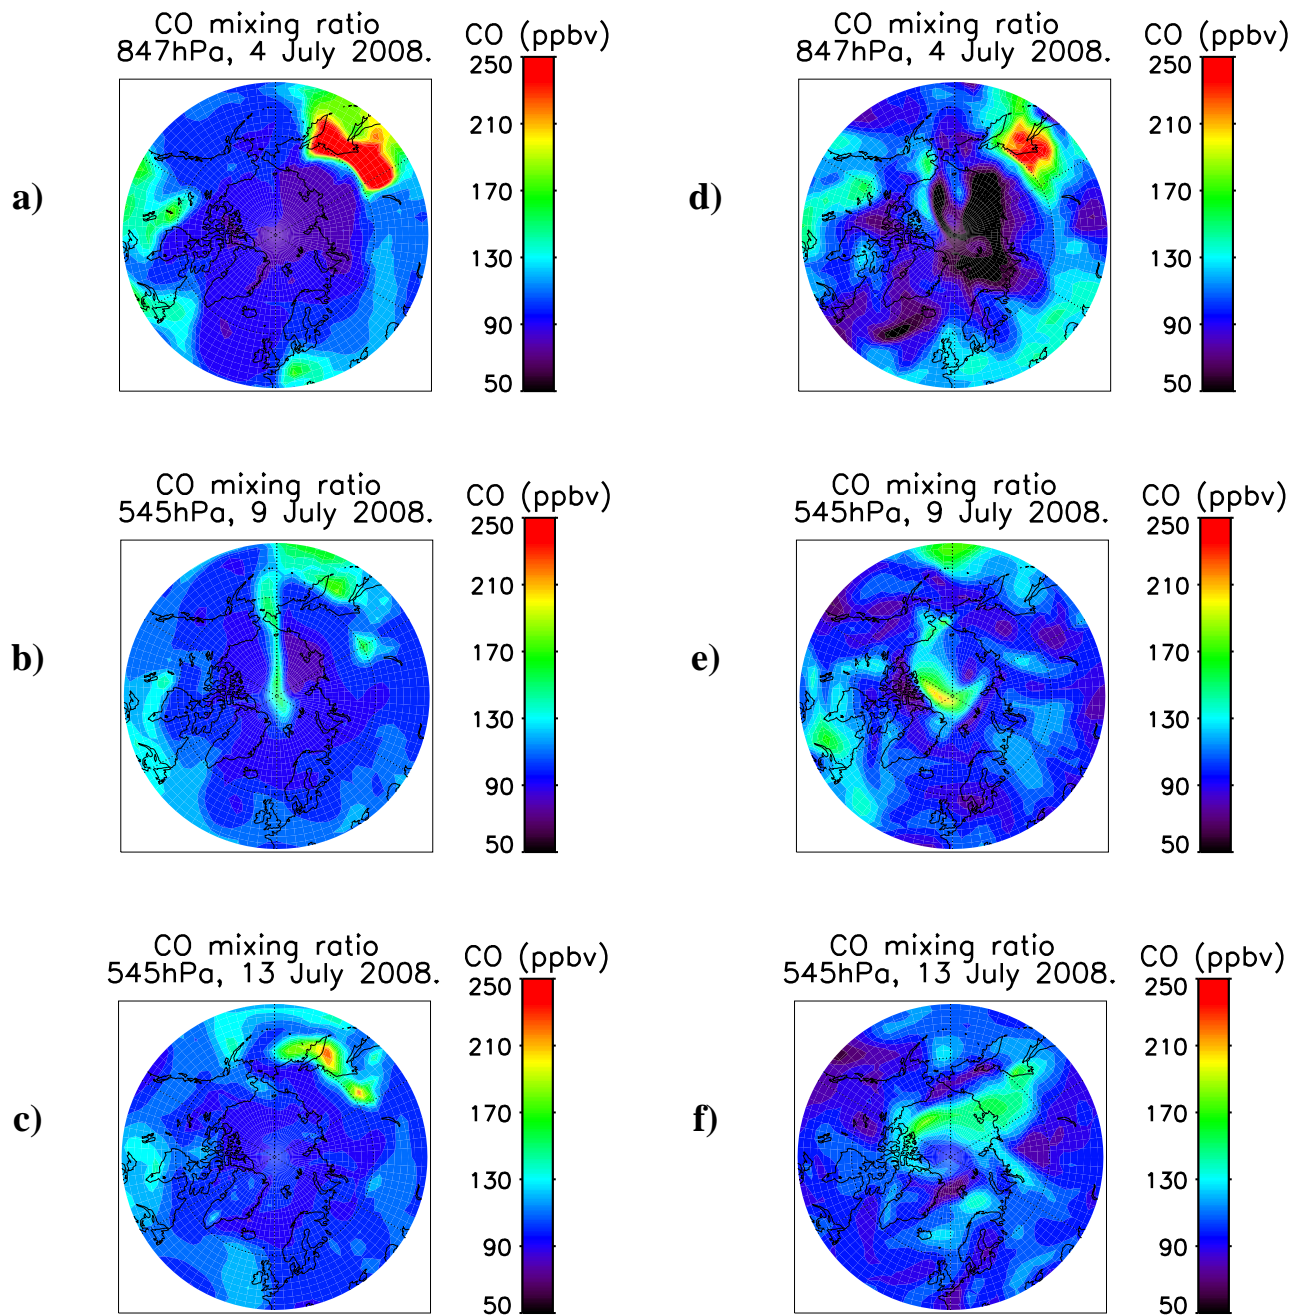 a)
CO mixing ratio
847hPa, 4 July 2008.
CO (ppbv)
250
210
170
130
90
50
d)
CO mixing ratio
847hPa, 4 July 2008.
CO (ppbv)
250
210
170
130
90
50
b)
CO mixing ratio
545hPa, 9 July 2008.
CO (ppbv)
250
210
170
130
90
50
e)
CO mixing ratio
545hPa, 9 July 2008.
CO (ppbv)
250
210
170
130
90
50
c)
CO mixing ratio
545hPa, 13 July 2008.
CO (ppbv)
250
210
170
130
90
50
f)
CO mixing ratio
545hPa, 13 July 2008.
CO (ppbv)
250
210
170
130
90
50